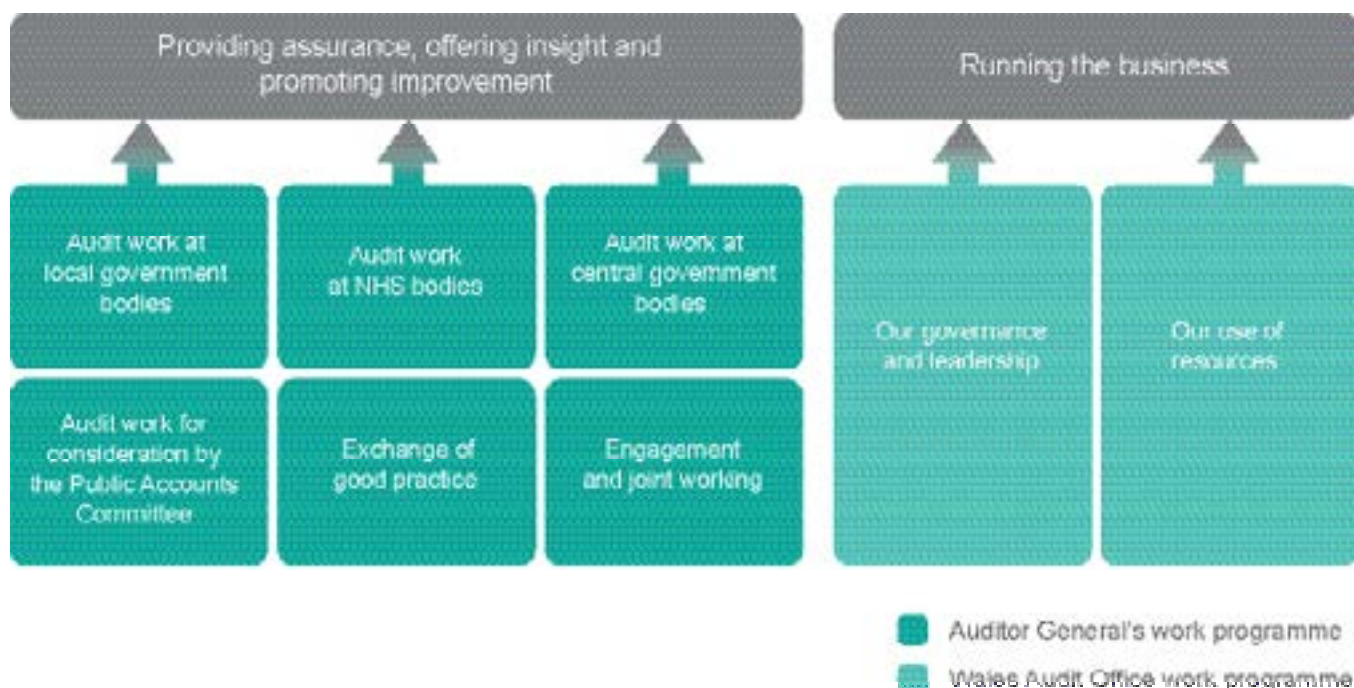 Providing assurance, offering insight and
promoting improvement
Running the business
Audit work at
local government
bodies
Audit work
at NHS bodies
Audit work at
central government
bodies
Our governance
and leadership
Our use of
resources
Audit work for
consideration by
the Public Accounts
Committee
Exchange of
good practice
Engagement
and joint working
Auditor General's work programme
Wales Audit Office work programme